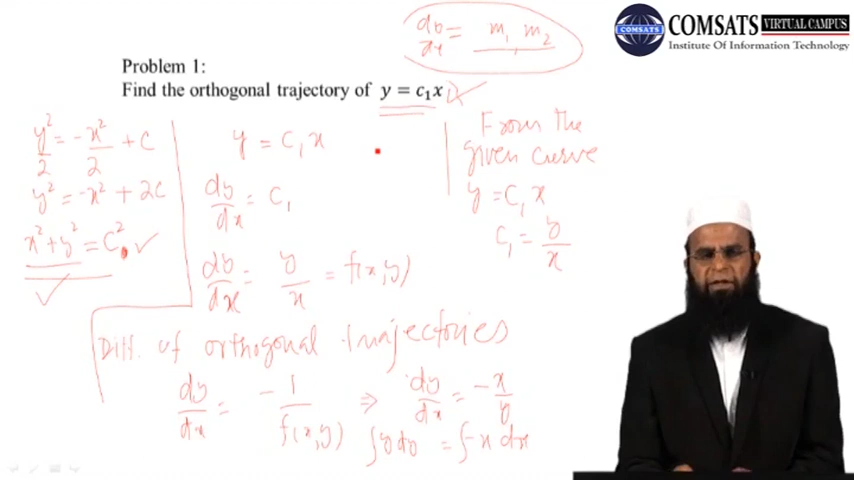 COMSATS VIRTUAL CAMPUS
Institute Of Information Technology
COMSATS
dy/dx = m₁, m₂
Problem 1:
Find the orthogonal trajectory of y = c₁x
y = C₁x
dy/dx = C₁
dy/dx = y/x = f(x,y)
From the
given curve
y = C₁x
C₁ = y/x
Diff. of orthogonal trajectories
dy/dx = -1/f(x,y) ⇒ dy/dx = -x/y
∫y dy = ∫-x dx
y²/2 = -x²/2 + C
y² = -x² + 2C
x² + y² = C² ✓
✓